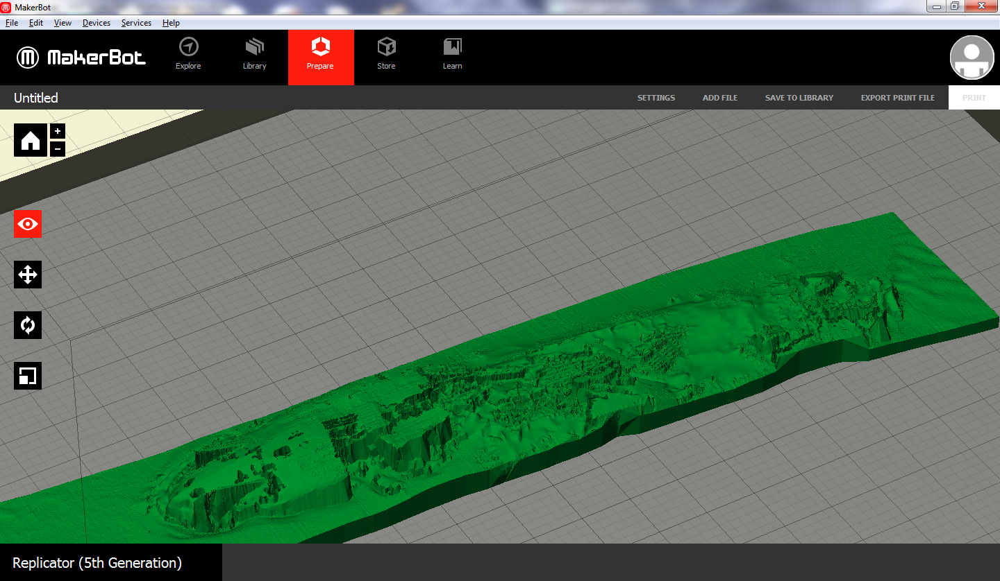 MakerBot
File Edit View Devices Services Help
MakerBot Explore Library Prepare Store Learn
Untitled SETTINGS ADD FILE SAVE TO LIBRARY EXPORT PRINT FILE PRINT
+
−
Replicator (5th Generation)